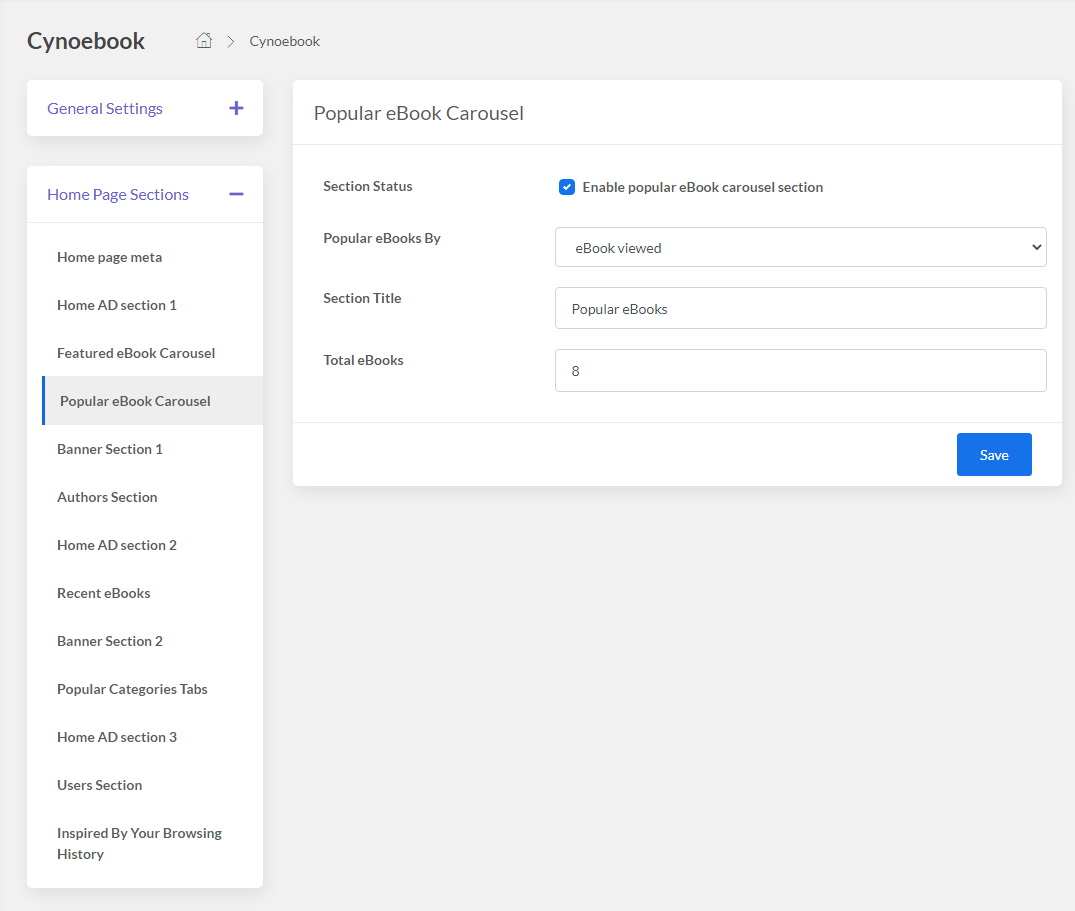 Cynoebook
Cynoebook
General Settings
Home Page Sections
Home page meta
Home AD section 1
Featured eBook Carousel
Popular eBook Carousel
Banner Section 1
Authors Section
Home AD section 2
Recent eBooks
Banner Section 2
Popular Categories Tabs
Home AD section 3
Users Section
Inspired By Your Browsing
History
Popular eBook Carousel
Section Status
Enable popular eBook carousel section
Popular eBooks By
eBook viewed
Section Title
Popular eBooks
Total eBooks
8
Save